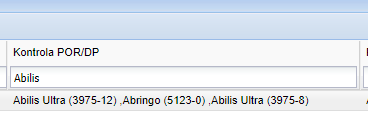 Kontrola POR/DP
Abilis
Abilis Ultra (3975-12) ,Abringo (5123-0) ,Abilis Ultra (3975-8)